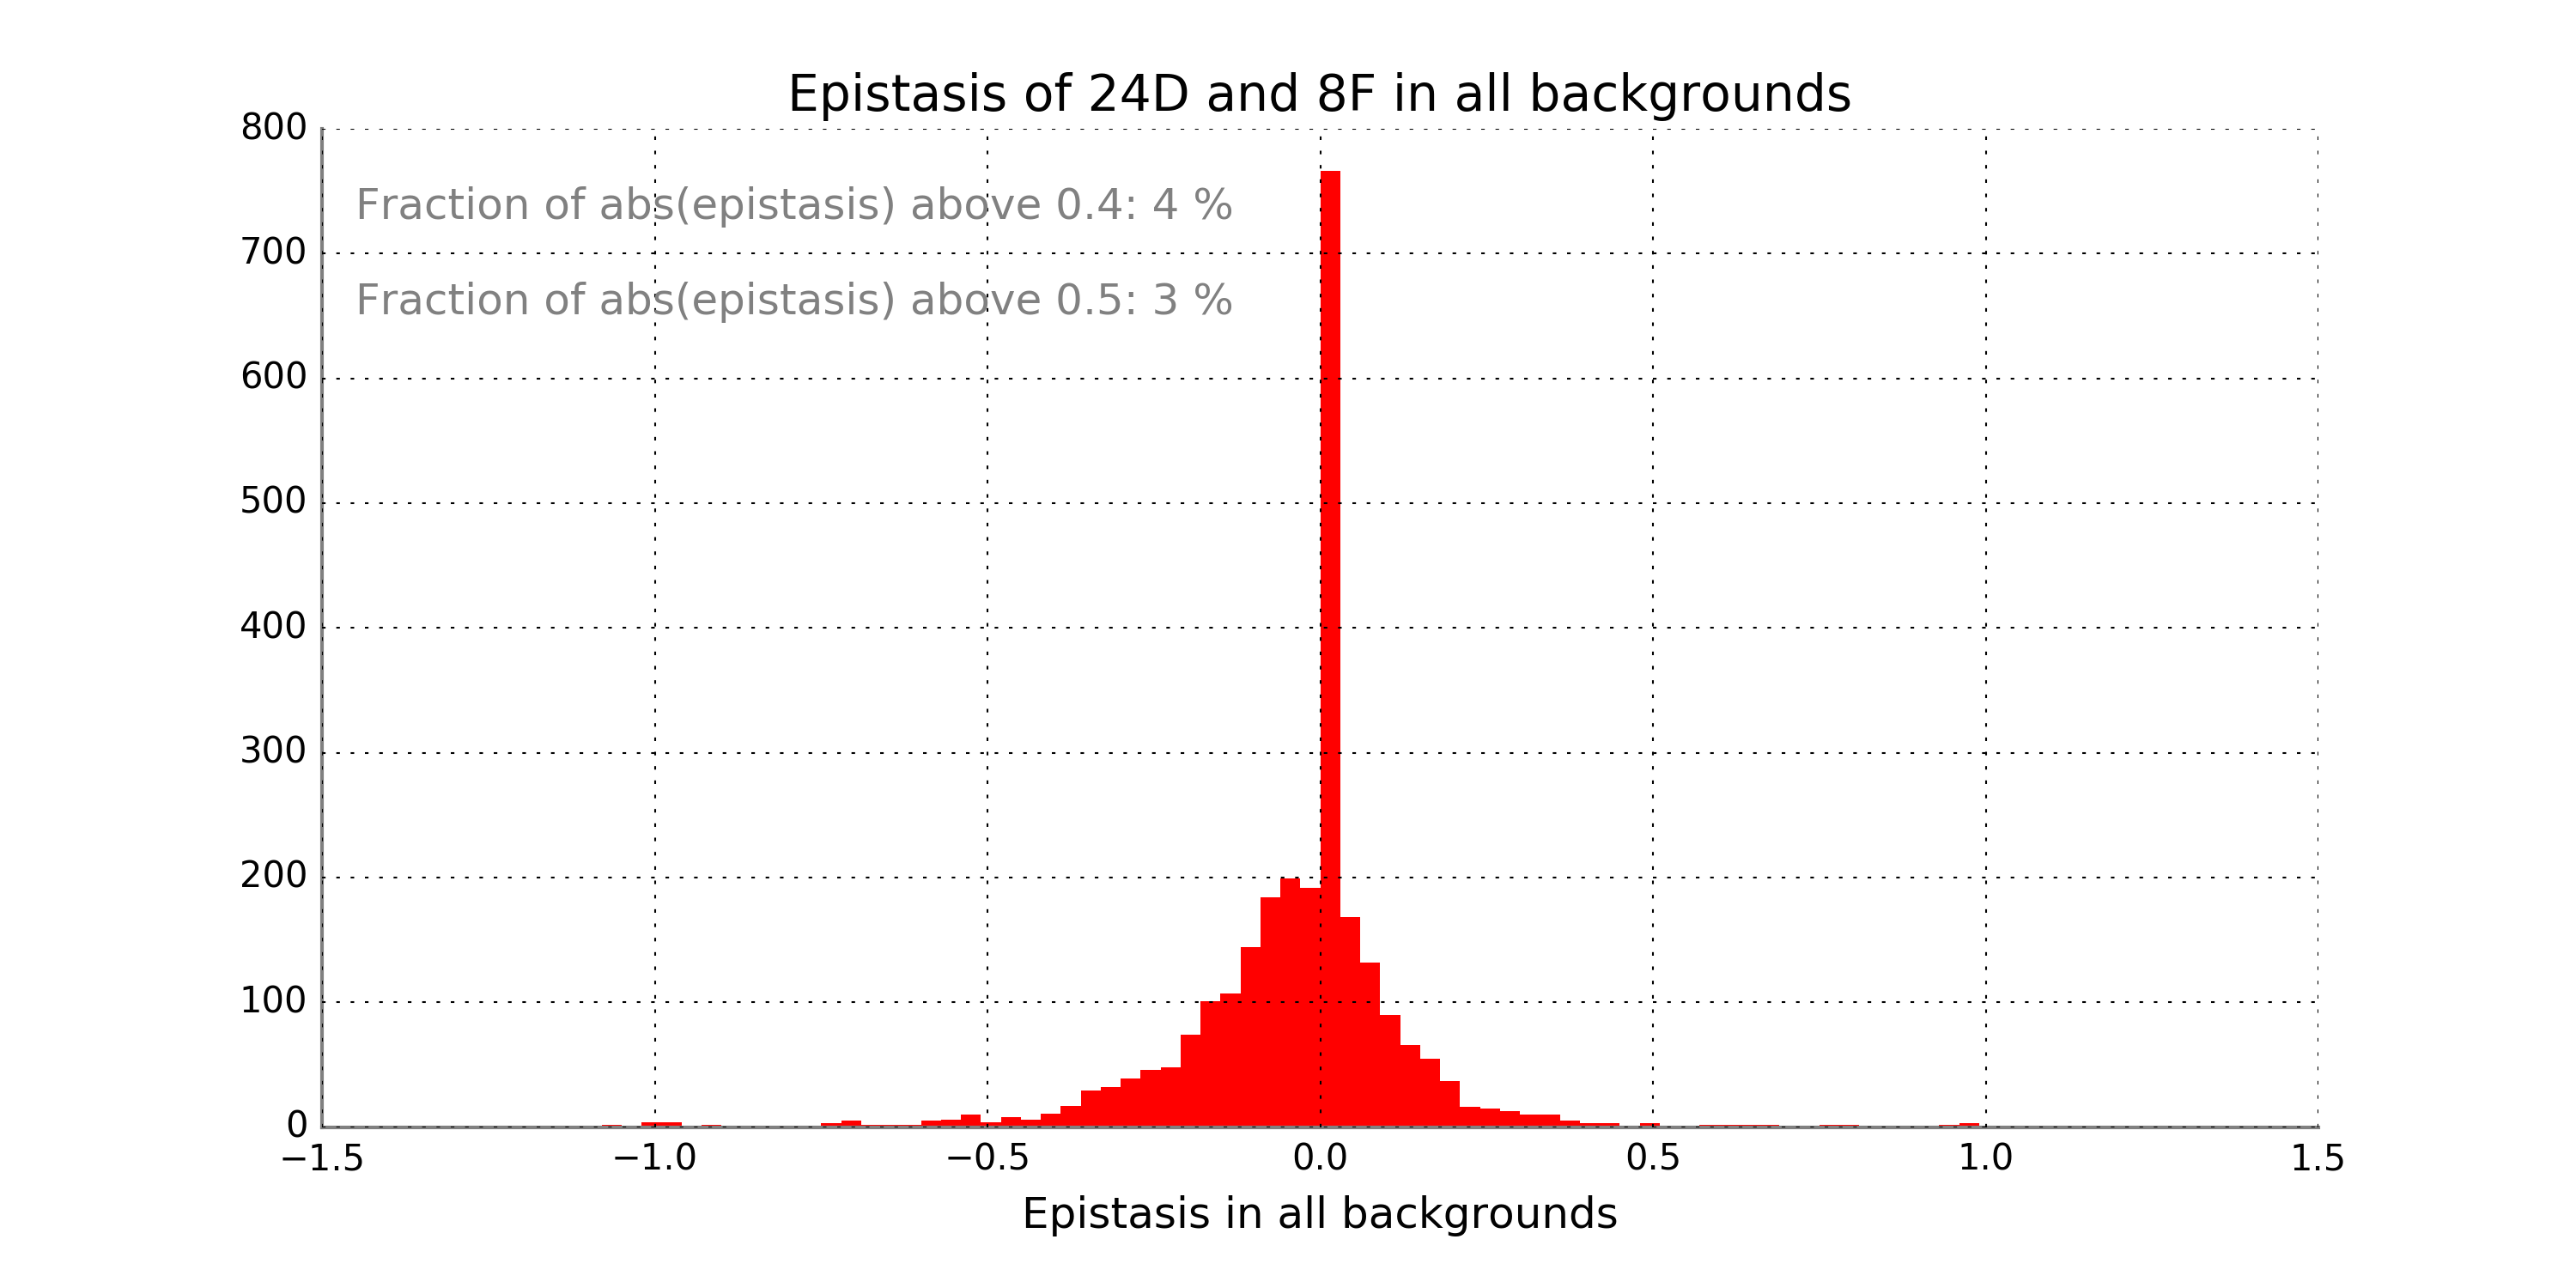 Epistasis of 24D and 8F in all backgrounds
800
Fraction of abs(epistasis) above 0.4: 4 %
700
Fraction of abs(epistasis) above 0.5: 3 %
600
500
400
300
200
100
0
−1.5 −1.0 −0.5 0.0 0.5 1.0 1.5
Epistasis in all backgrounds